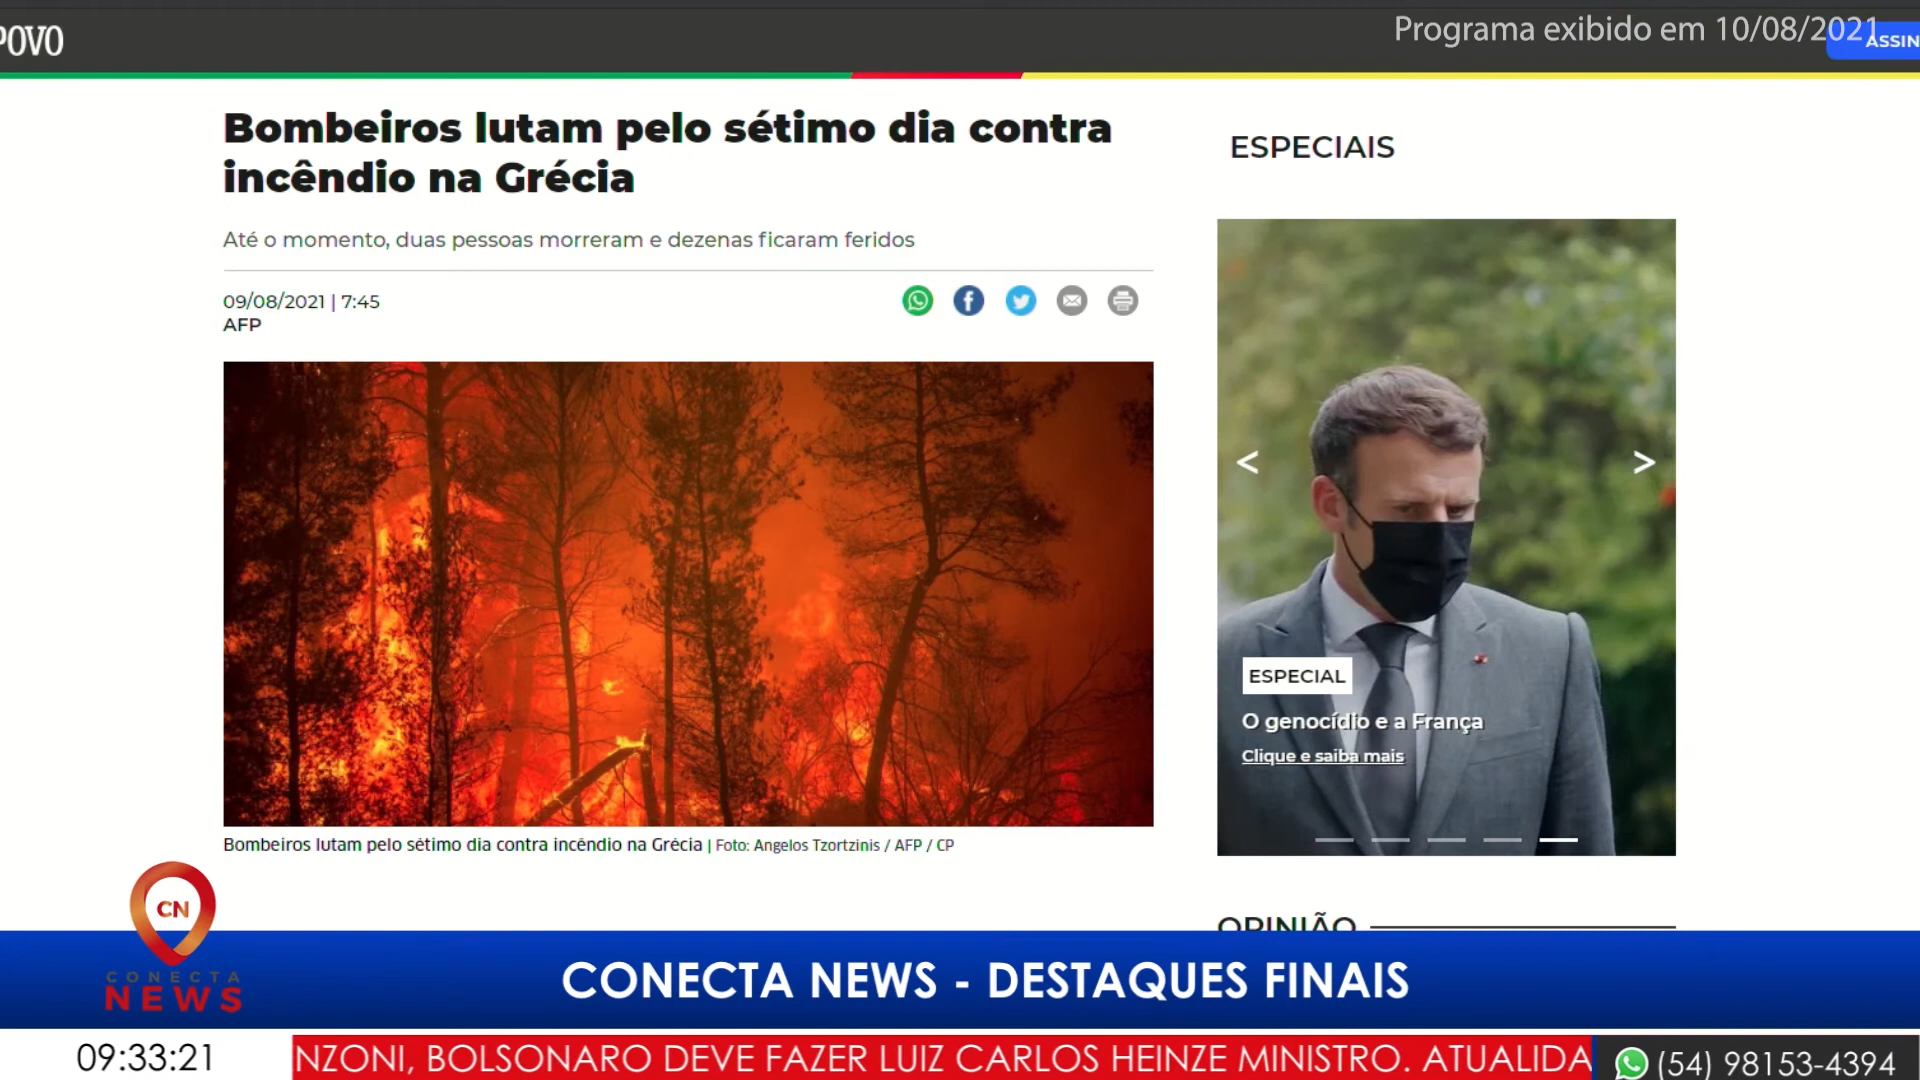 POVO
Programa exibido em 10/08/2021
ASSIN
Bombeiros lutam pelo sétimo dia contra
incêndio na Grécia
Até o momento, duas pessoas morreram e dezenas ficaram feridos
09/08/2021 | 7:45
AFP
Bombeiros lutam pelo sétimo dia contra incêndio na Grécia | Foto: Angelos Tzortzinis / AFP / CP
ESPECIAIS
<
>
ESPECIAL
O genocídio e a França
Clique e saiba mais
OPINIÃO
CN
CONECTA
NEWS
CONECTA NEWS - DESTAQUES FINAIS
09:33:21
NZONI, BOLSONARO DEVE FAZER LUIZ CARLOS HEINZE MINISTRO. ATUALIDA
(54) 98153-4394